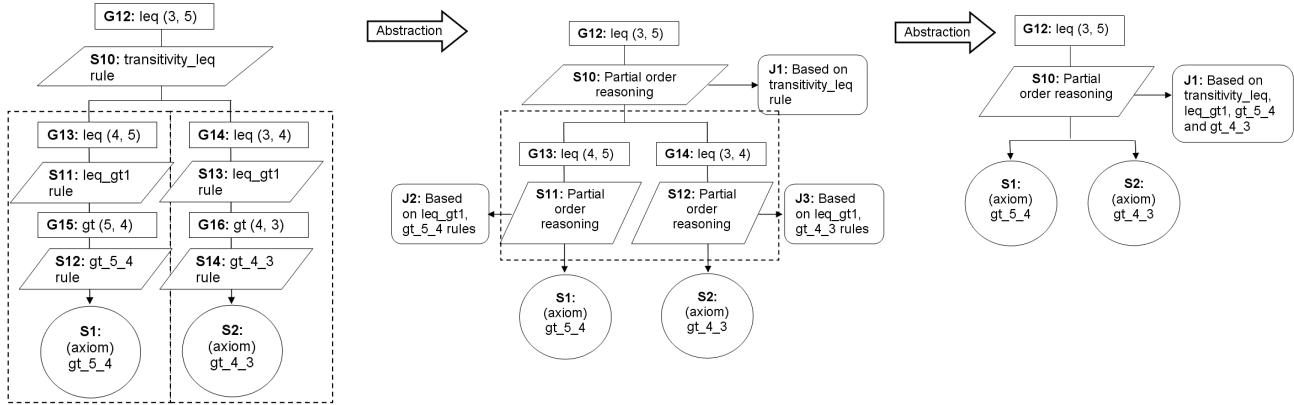 G12: leq (3, 5)
S10: transitivity_leq
rule
G13: leq (4, 5)
G14: leq (3, 4)
S11: leq_gt1
rule
S13: leq_gt1
rule
G15: gt (5, 4)
G16: gt (4, 3)
S12: gt_5_4
rule
S14: gt_4_3
rule
S1:
(axiom)
gt_5_4
S2:
(axiom)
gt_4_3
Abstraction
G12: leq (3, 5)
S10: Partial order
reasoning
J1: Based on
transitivity_leq
rule
G13: leq (4, 5)
G14: leq (3, 4)
J2: Based
on leq_gt1,
gt_5_4 rules
S11: Partial
order
reasoning
S12: Partial
order
reasoning
J3: Based
on leq_gt1,
gt_4_3 rules
S1:
(axiom)
gt_5_4
S2:
(axiom)
gt_4_3
Abstraction
G12: leq (3, 5)
S10: Partial
order reasoning
J1: Based on
transitivity_leq,
leq_gt1, gt_5_4
and gt_4_3
S1:
(axiom)
gt_5_4
S2:
(axiom)
gt_4_3